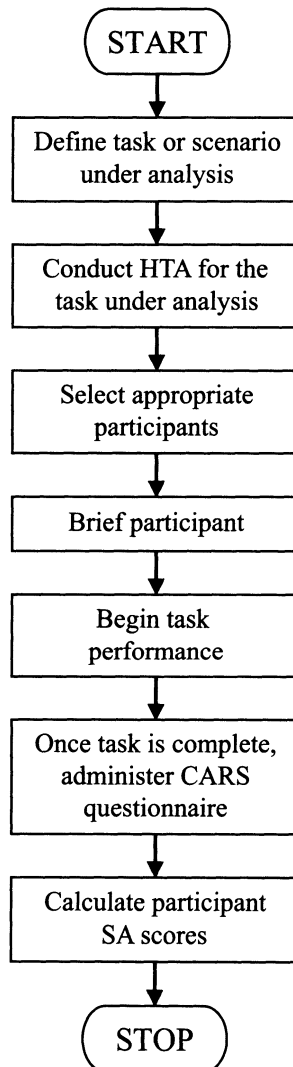 START
Define task or scenario
under analysis
Conduct HTA for the
task under analysis
Select appropriate
participants
Brief participant
Begin task
performance
Once task is complete,
administer CARS
questionnaire
Calculate participant
SA scores
STOP